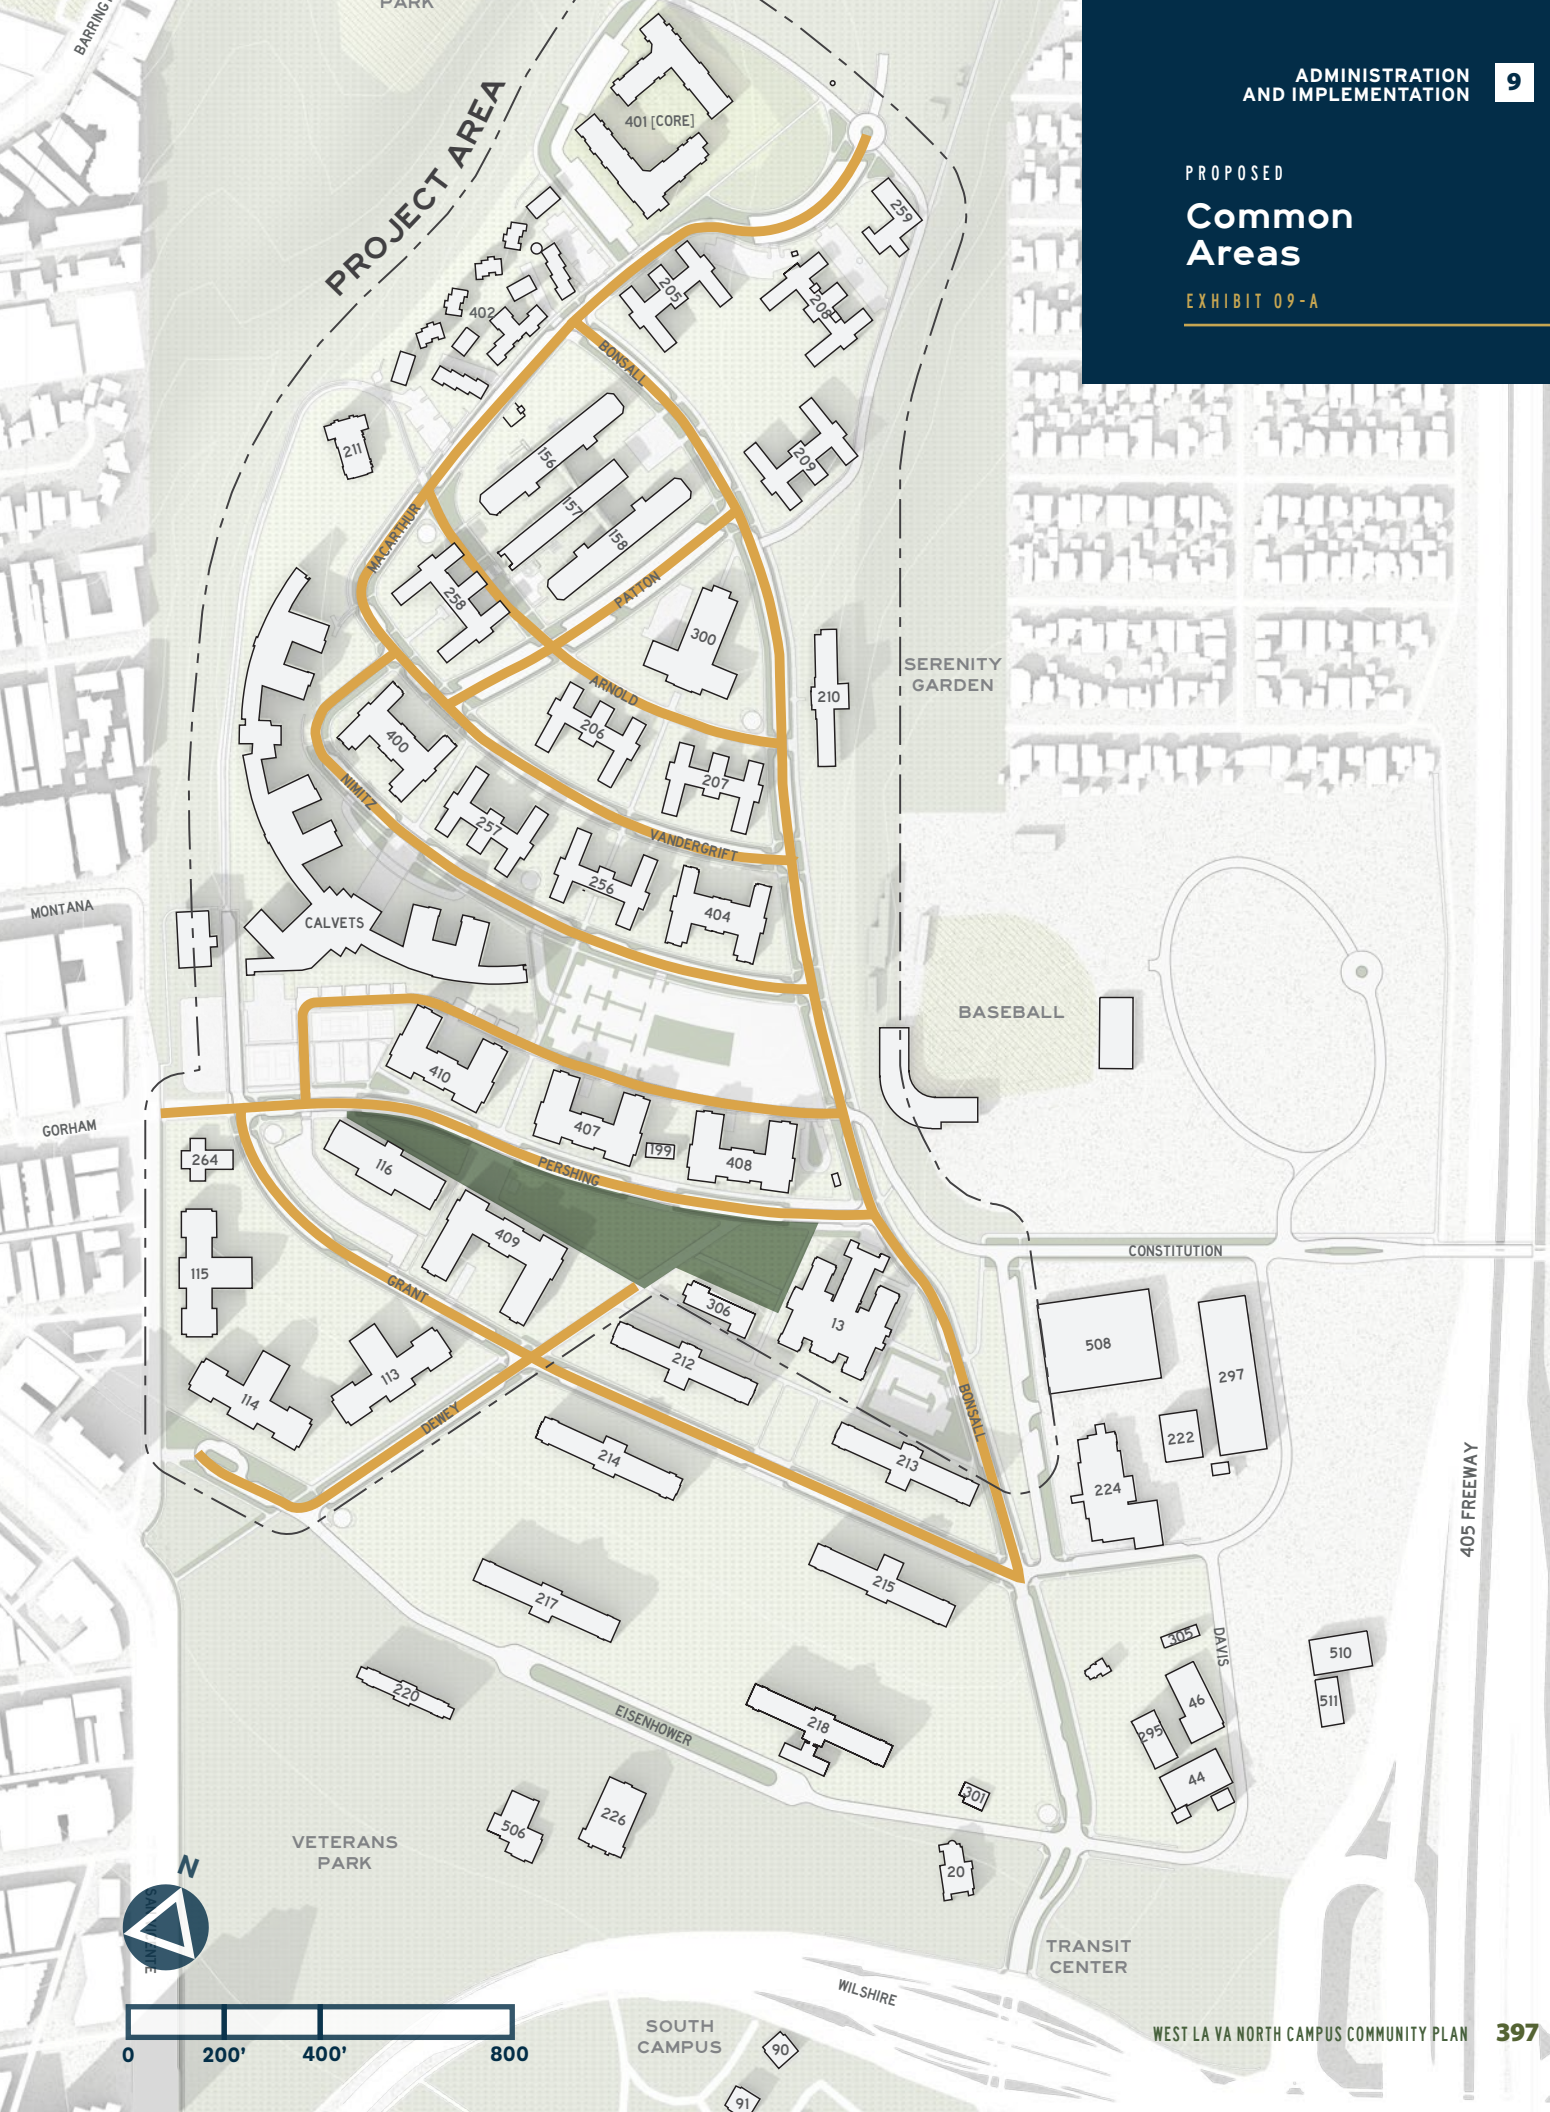 PARK
BARRING
ADMINISTRATION
AND IMPLEMENTATION
9
PROPOSED
Common
Areas
EXHIBIT 09-A
PROJECT AREA
401 [CORE]
259
205
208
402
BONSALL
211
156
209
157
158
MACARTHUR
258
PATTON
300
SERENITY
GARDEN
ARNOLD
210
206
400
207
NIMITZ
257
VANDERGRIFT
256
404
MONTANA
CALVETS
BASEBALL
410
GORHAM
407
199
408
264
116
PERSHING
409
CONSTITUTION
115
GRANT
306
13
508
212
297
113
114
DEWEY
BONSALL
222
214
213
224
405 FREEWAY
217
215
305
DAVIS
510
220
46
511
EISENHOWER
218
295
44
301
506
226
VETERANS
PARK
20
N
SAN VICENTE
TRANSIT
CENTER
WILSHIRE
SOUTH
CAMPUS
90
91
0 200' 400' 800
WEST LA VA NORTH CAMPUS COMMUNITY PLAN 397